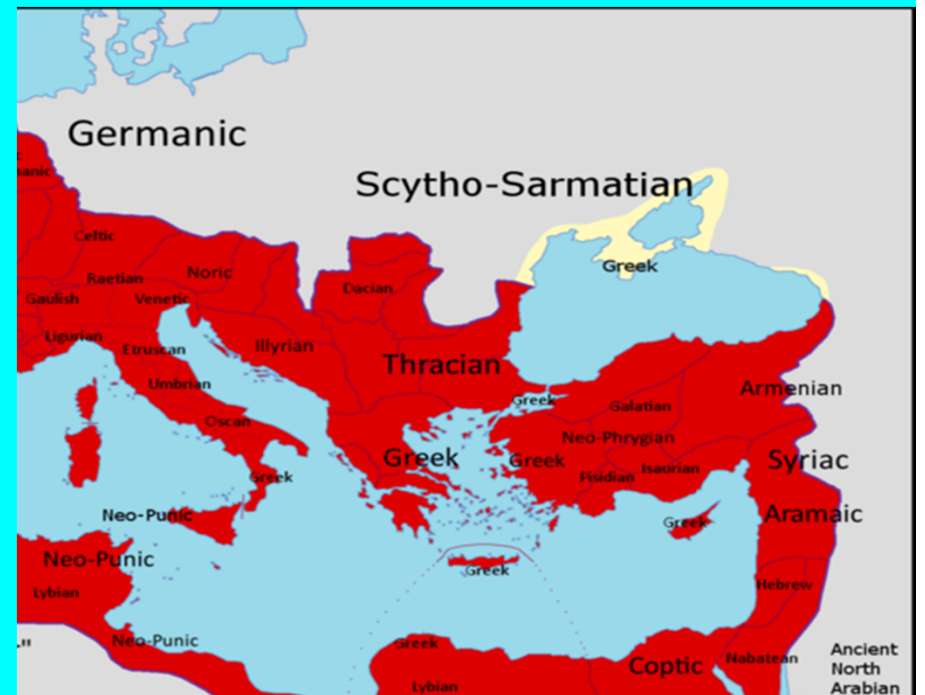 Germanic
Scytho-Sarmatian
anic
Celtic
Greek
Raetian
Noric
Dacian
Gaulish
Venetic
Ligurian
Etruscan
Illyrian
Thracian
Umbrian
Armenian
Greek
Galatian
Oscan
Neo-Phrygian
Greek
Greek
Syriac
Isaurian
Greek
Pisidian
Neo-Punic
Greek
Aramaic
Neo-Punic
Greek
Hebrew
Lybian
Neo-Punic
Greek
Coptic
Nabatean
Ancient
North
Arabian
Lybian